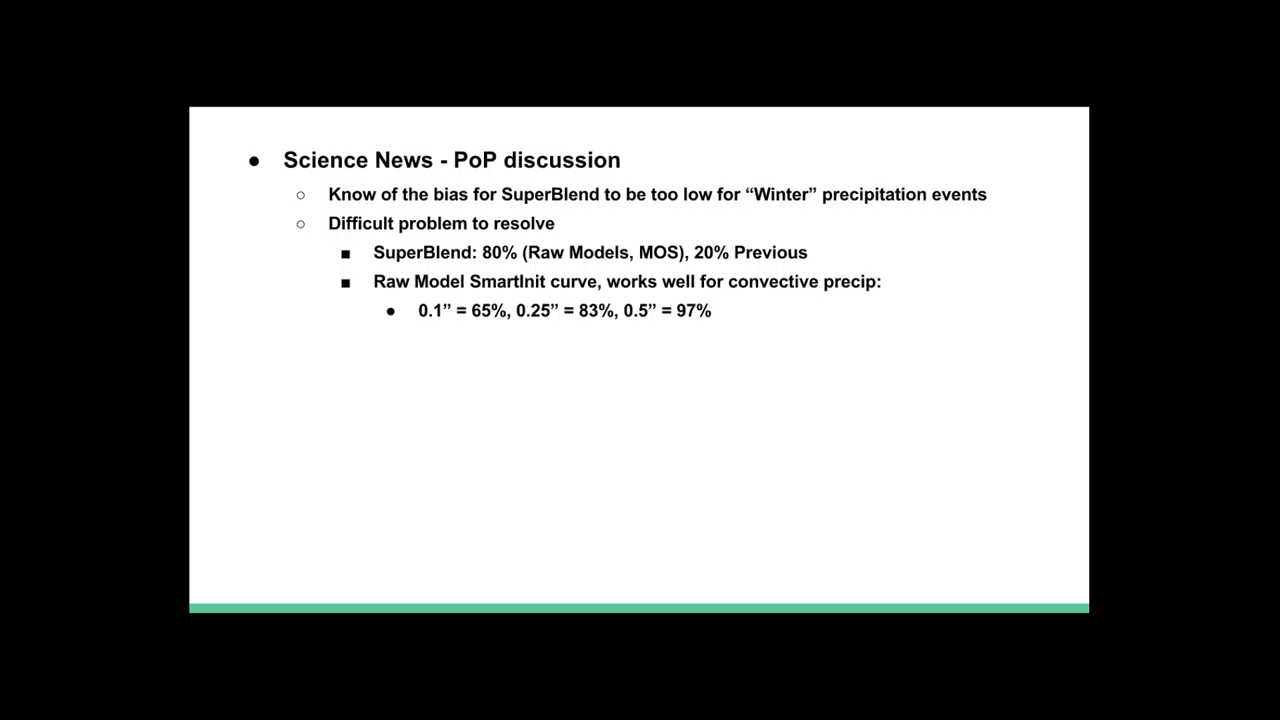 ● Science News - PoP discussion
○ Know of the bias for SuperBlend to be too low for “Winter” precipitation events
○ Difficult problem to resolve
■ SuperBlend: 80% (Raw Models, MOS), 20% Previous
■ Raw Model SmartInit curve, works well for convective precip:
● 0.1” = 65%, 0.25” = 83%, 0.5” = 97%